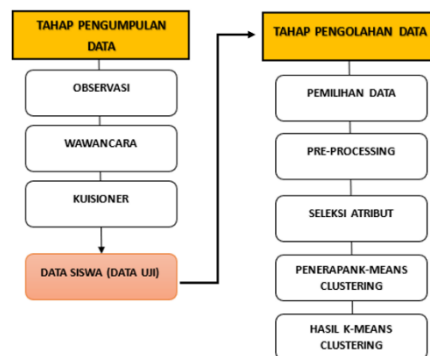 TAHAP PENGUMPULAN
DATA
OBSERVASI
WAWANCARA
KUISIONER
DATA SISWA (DATA UJI)
TAHAP PENGOLAHAN DATA
PEMILIHAN DATA
PRE-PROCESSING
SELEKSI ATRIBUT
PENERAPANK-MEANS
CLUSTERING
HASIL K-MEANS
CLUSTERING